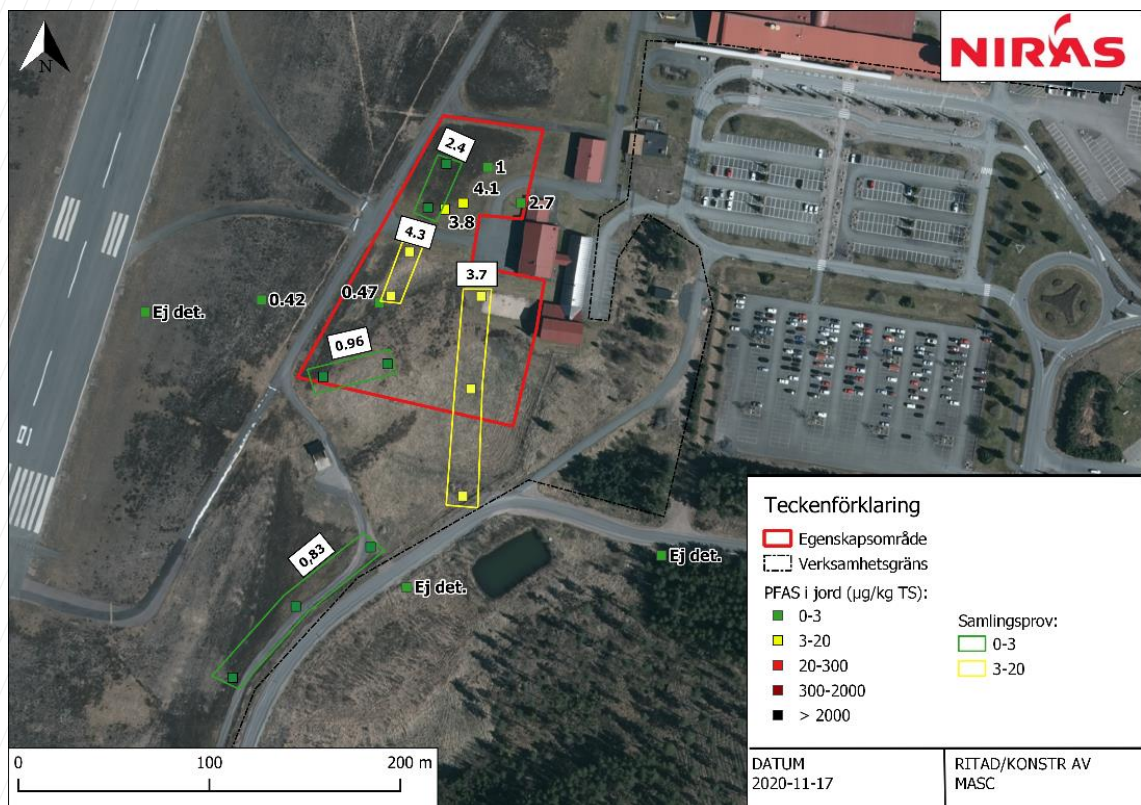 NIRAS
N
2.4
1
4.1
3.8
2.7
4.3
3.7
0.47
0.42
Ej det.
0.96
0,83
Ej det.
Ej det.
Teckenförklaring
Egenskapsområde
Verksamhetsgräns
PFAS i jord (µg/kg TS):
0-3
3-20
20-300
300-2000
> 2000
Samlingsprov:
0-3
3-20
0 100 200 m
DATUM
2020-11-17
RITAD/KONSTR AV
MASC